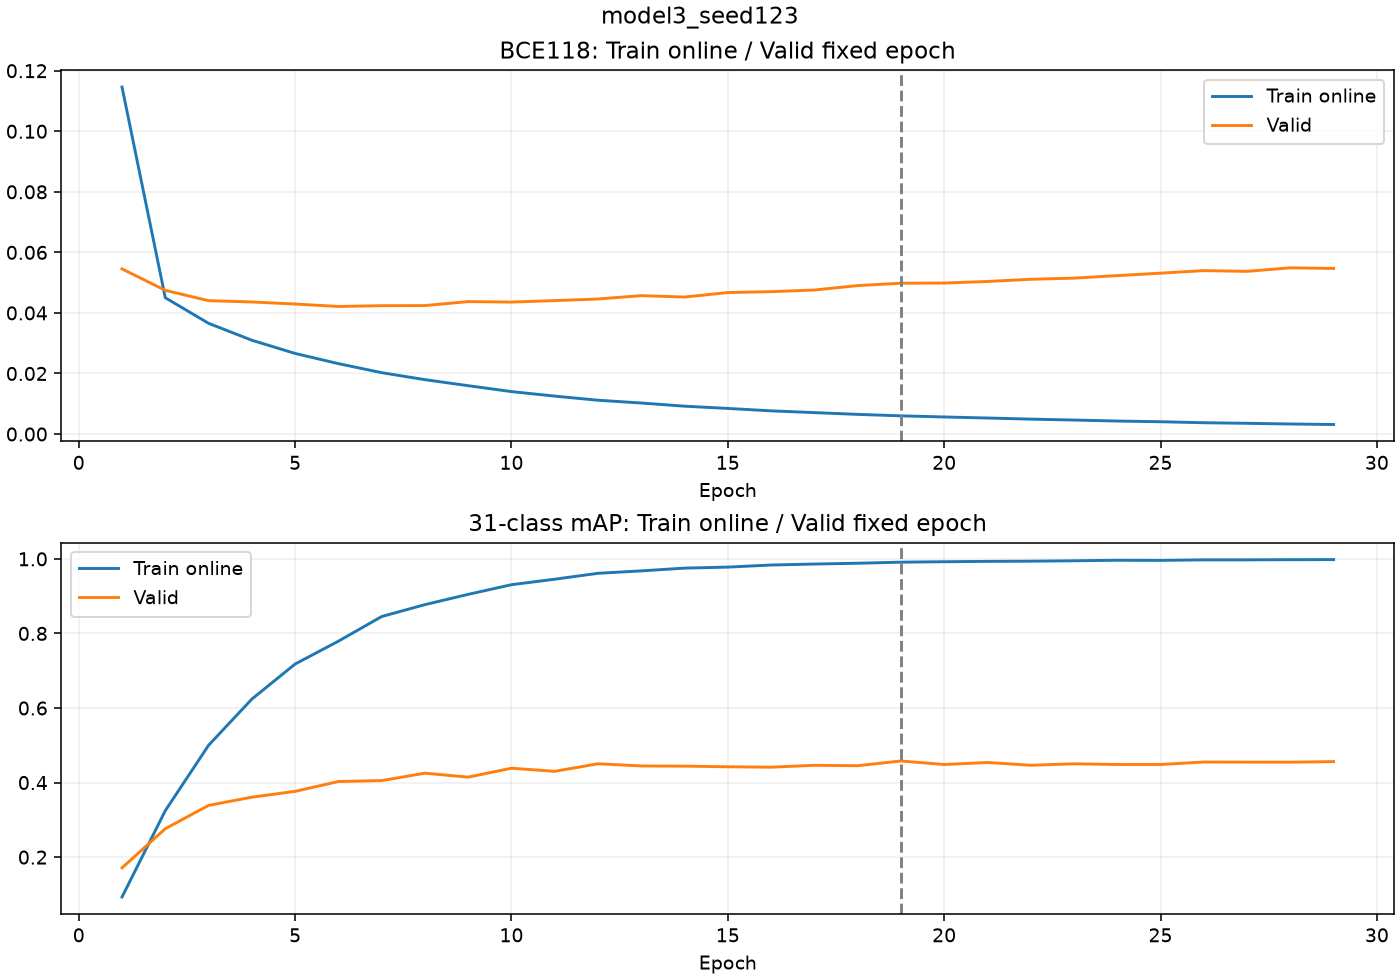 model3_seed123
BCE118: Train online / Valid fixed epoch
0.12
0.10
0.08
0.06
0.04
0.02
0.00
Train online
Valid
0 5 10 15 20 25 30
Epoch
31-class mAP: Train online / Valid fixed epoch
1.0
0.8
0.6
0.4
0.2
Train online
Valid
0 5 10 15 20 25 30
Epoch